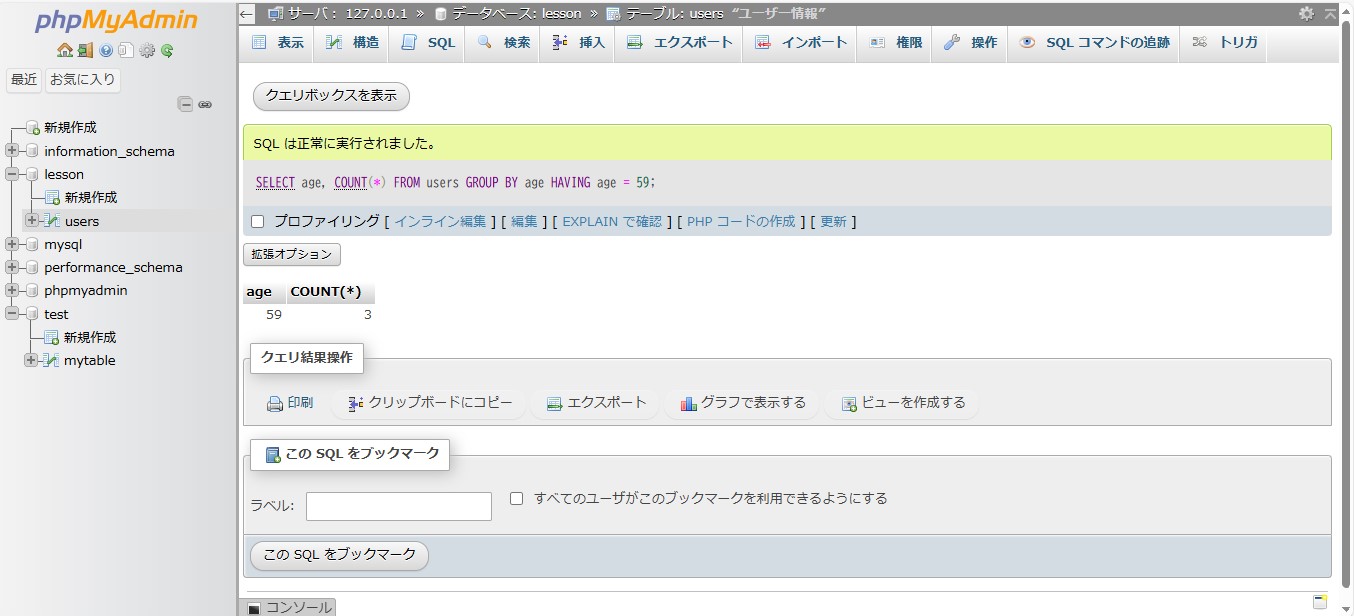 phpMyAdmin
最近 お気に入り
新規作成
information_schema
lesson
新規作成
users
mysql
performance_schema
phpmyadmin
test
新規作成
mytable
サーバ: 127.0.0.1 » データベース: lesson » テーブル: users “ユーザー情報”
表示 構造 SQL 検索 挿入 エクスポート インポート 権限 操作 SQL コマンドの追跡 トリガ
クエリボックスを表示
SQL は正常に実行されました。
SELECT age, COUNT(*) FROM users GROUP BY age HAVING age = 59;
プロファイリング [ インライン編集 ] [ 編集 ] [ EXPLAIN で確認 ] [ PHP コードの作成 ] [ 更新 ]
拡張オプション
age COUNT(*)
59 3
クエリ結果操作
印刷 クリップボードにコピー エクスポート グラフで表示する ビューを作成する
この SQL をブックマーク
ラベル: すべてのユーザがこのブックマークを利用できるようにする
この SQL をブックマーク
コンソール